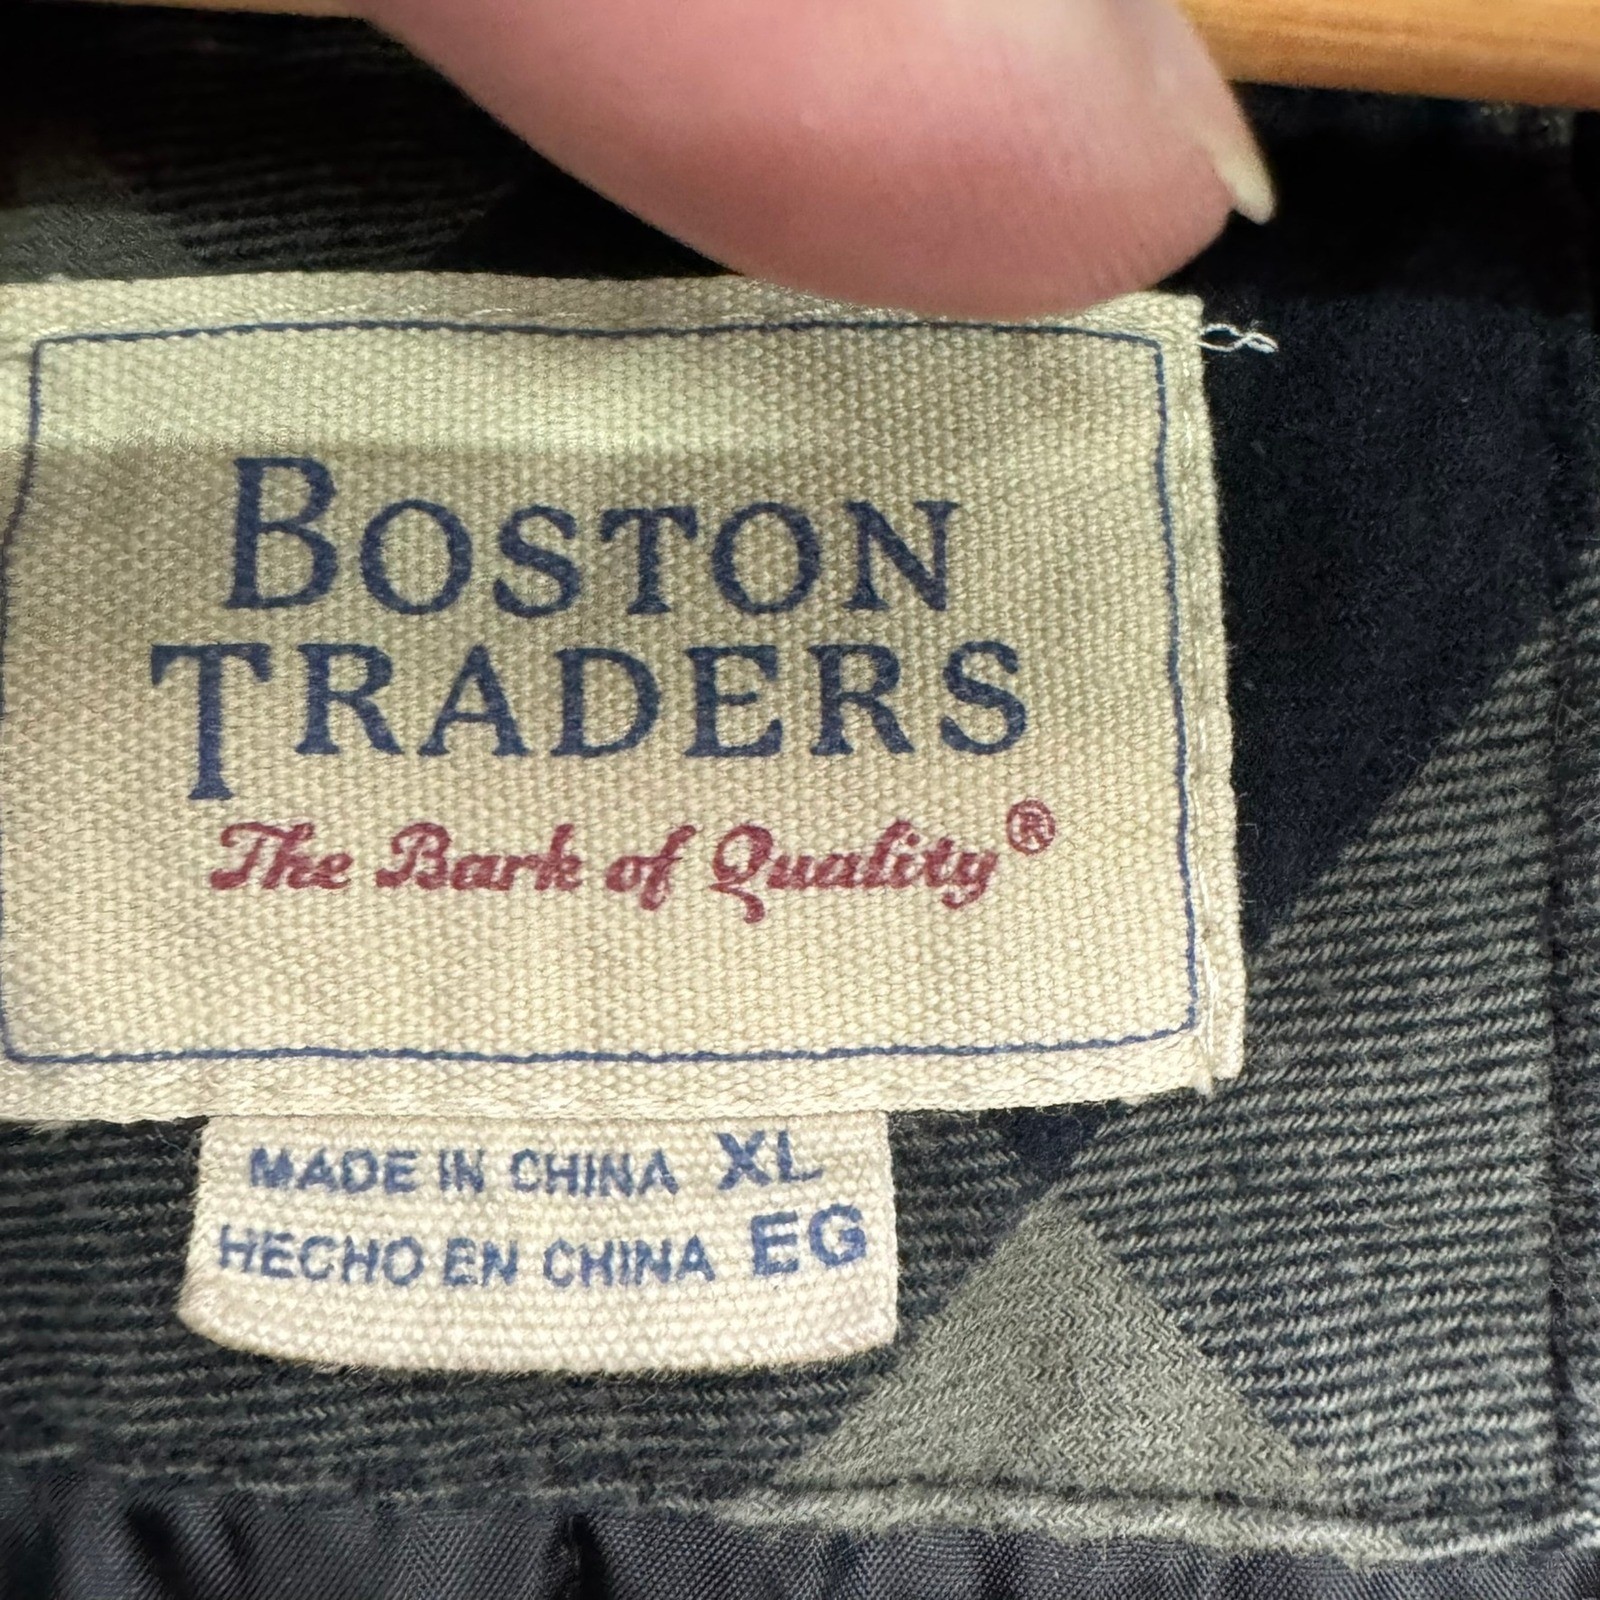 BOSTON
TRADERS
The Bark of Quality®
MADE IN CHINA XL
HECHO EN CHINA EG